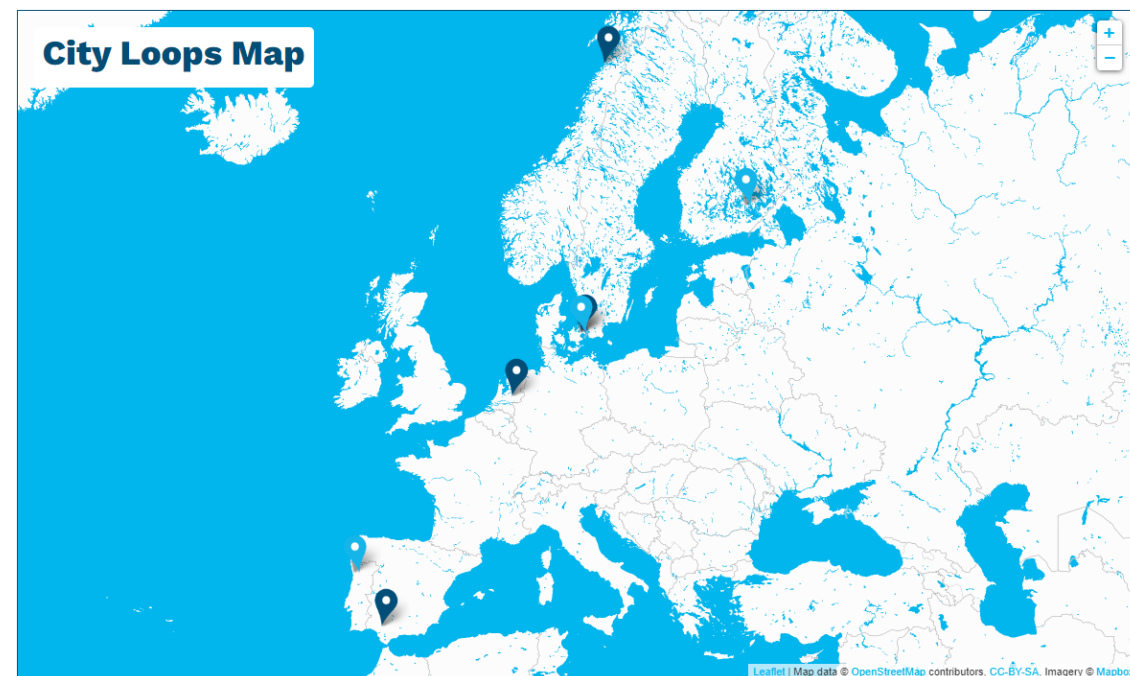 City Loops Map
+
−
Leaflet | Map data © OpenStreetMap contributors, CC-BY-SA, Imagery © Mapbo